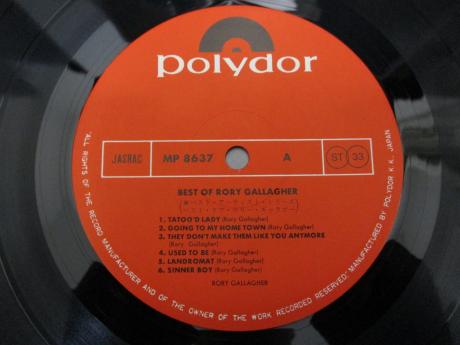 polydor
JASRAC MP 8637 A ST 33
BEST OF RORY GALLAGHER
1. TATOO'D LADY (Rory Gallagher)
2. GOING TO MY HOME TOWN (Rory Gallagher)
3. THEY DON'T MAKE THEM LIKE YOU ANYMORE
(Rory Gallagher)
4. USED TO BE (Rory Gallagher)
5. LANDROMAT (Rory Gallagher)
6. SINNER BOY (Rory Gallagher)
RORY GALLAGHER
"ALL RIGHTS OF THE RECORD MANUFACTURER AND OF THE OWNER OF THE WORK RECORDED RESERVED" MANUFACTURED BY POLYDOR K.K. JAPAN